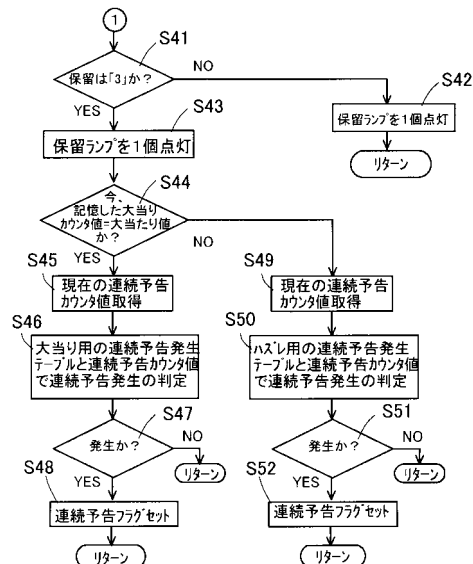 1
S41
保留は「3」か?
NO
S42
YES
S43
保留ランプを1個点灯
保留ランプを1個点灯
リターン
S44
今、
記憶した大当り
カウンタ値=大当たり値
か?
NO
S45
YES
S49
現在の連続予告
カウンタ値取得
現在の連続予告
カウンタ値取得
S46
S50
大当り用の連続予告発生
テーブルと連続予告カウンタ値
で連続予告発生の判定
ハズレ用の連続予告発生
テーブルと連続予告カウンタ値
で連続予告発生の判定
S47
S51
発生か?
NO
リターン
発生か?
NO
リターン
S48
YES
S52
YES
連続予告フラグセット
連続予告フラグセット
リターン
リターン